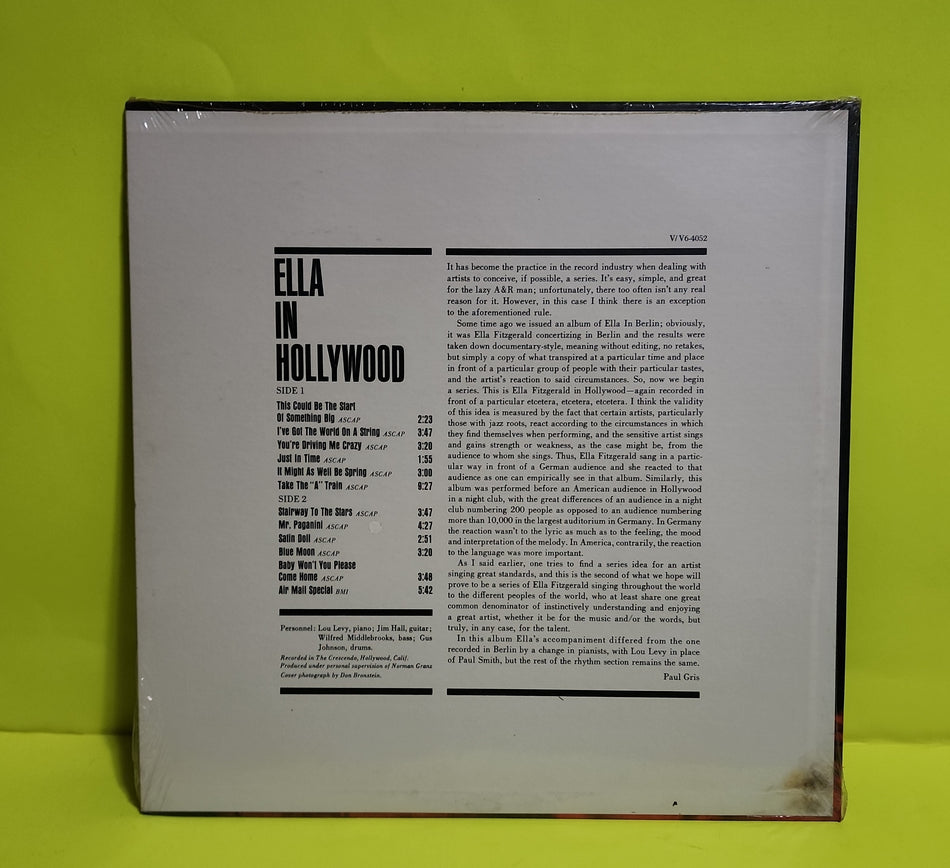 V/V6-4052
ELLA
IN
HOLLYWOOD
SIDE 1
This Could Be The Start
Of Something Big ASCAP 2:23
I've Got The World On A String ASCAP 3:47
You're Driving Me Crazy ASCAP 3:20
Just In Time ASCAP 1:55
It Might As Well Be Spring ASCAP 3:00
Take The "A" Train ASCAP 9:27
SIDE 2
Stairway To The Stars ASCAP 3:47
Mr. Paganini ASCAP 4:27
Satin Doll ASCAP 2:51
Blue Moon ASCAP 3:20
Baby Won't You Please
Come Home ASCAP 3:48
Air Mail Special BMI 5:42
Personnel: Lou Levy, piano; Jim Hall, guitar;
Wilfred Middlebrooks, bass; Gus
Johnson, drums.
Recorded in The Crescendo, Hollywood, Calif.
Produced under personal supervision of Norman Granz
Cover photograph by Don Bronstein.
It has become the practice in the record industry when dealing with
artists to conceive, if possible, a series. It's easy, simple, and great
for the lazy A&R man; unfortunately, there too often isn't any real
reason for it. However, in this case I think there is an exception
to the aforementioned rule.
Some time ago we issued an album of Ella In Berlin; obviously,
it was Ella Fitzgerald concertizing in Berlin and the results were
taken down documentary-style, meaning without editing, no retakes,
but simply a copy of what transpired at a particular time and place
in front of a particular group of people with their particular tastes,
and the artist's reaction to said circumstances. So, now we begin
a series. This is Ella Fitzgerald in Hollywood—again recorded in
front of a particular etcetera, etcetera, etcetera. I think the validity
of this idea is measured by the fact that certain artists, particularly
those with jazz roots, react according to the circumstances in which
they find themselves when performing, and the sensitive artist sings
and gains strength or weakness, as the case might be, from the
audience to whom she sings. Thus, Ella Fitzgerald sang in a partic-
ular way in front of a German audience and she reacted to that
audience as one can empirically see in that album. Similarly, this
album was performed before an American audience in Hollywood
in a night club, with the great differences of an audience in a night
club numbering 200 people as opposed to an audience numbering
more than 10,000 in the largest auditorium in Germany. In Germany
the reaction wasn't to the lyric as much as to the feeling, the mood
and interpretation of the melody. In America, contrarily, the reaction
to the language was more important.
As I said earlier, one tries to find a series idea for an artist
singing great standards, and this is the second of what we hope will
prove to be a series of Ella Fitzgerald singing throughout the world
to the different peoples of the world, who at least share one great
common denominator of instinctively understanding and enjoying
a great artist, whether it be for the music and/or the words, but
truly, in any case, for the talent.
In this album Ella's accompaniment differed from the one
recorded in Berlin by a change in pianists, with Lou Levy in place
of Paul Smith, but the rest of the rhythm section remains the same.
Paul Gris